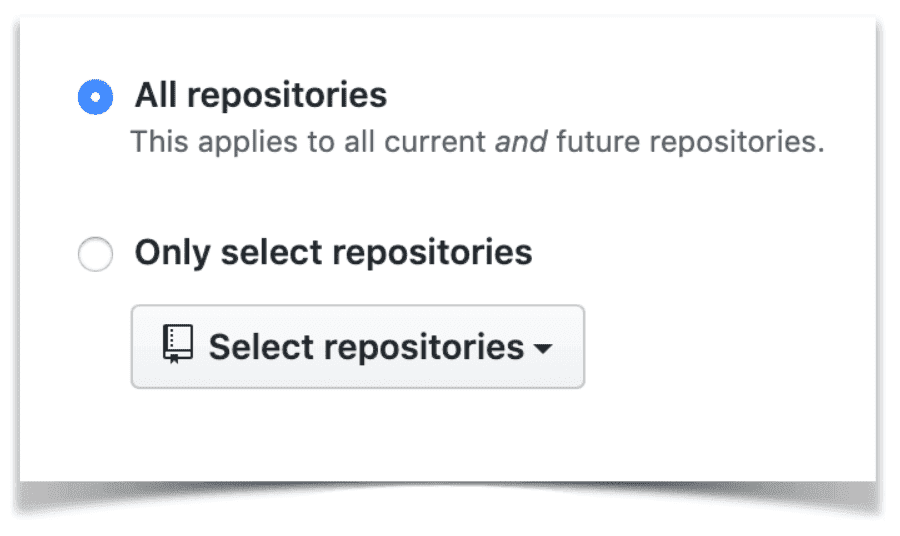 All repositories
This applies to all current and future repositories.
Only select repositories
Select repositories